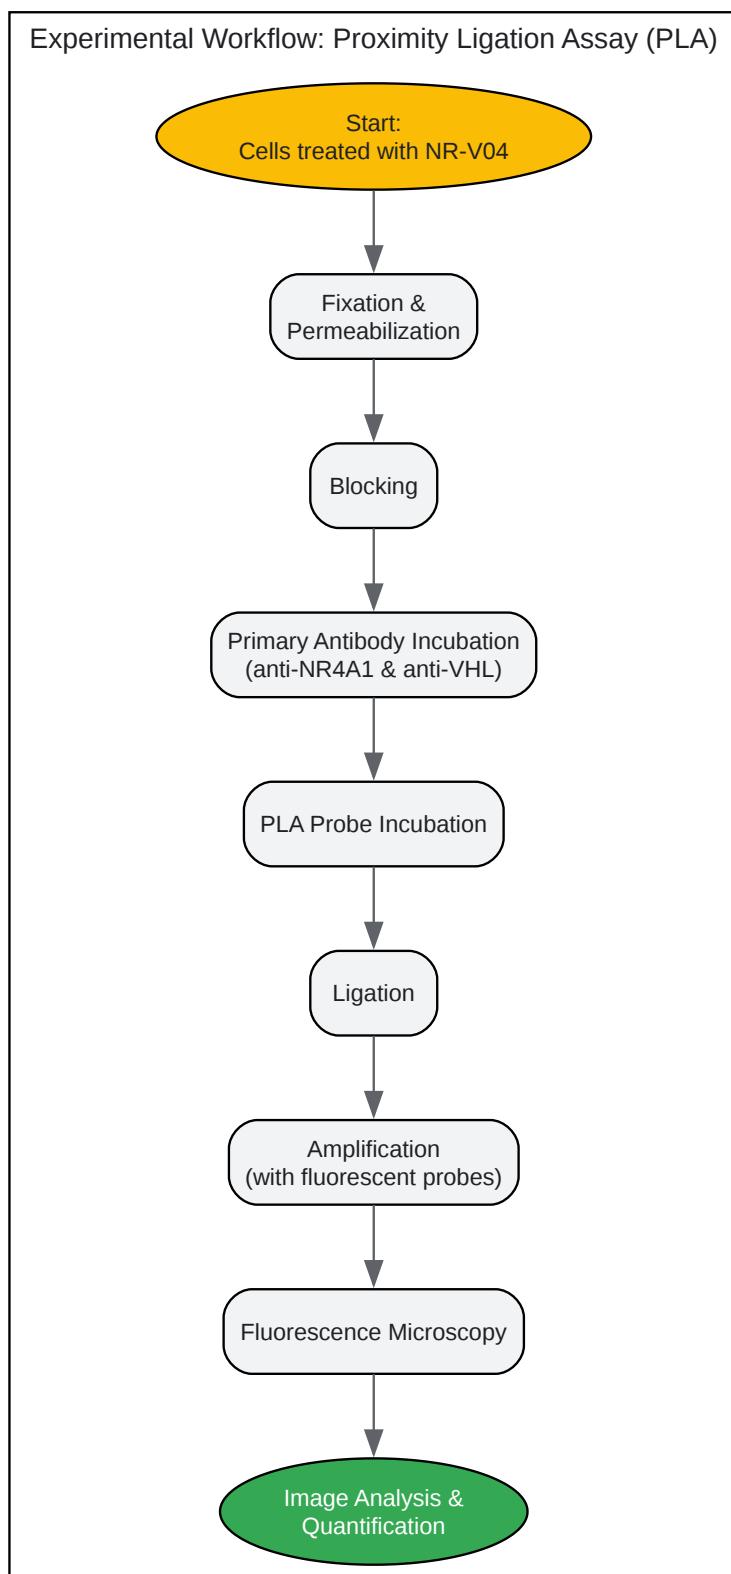 Experimental Workflow: Proximity Ligation Assay (PLA)
Start:
Cells treated with NR-V04
Fixation &
Permeabilization
Blocking
Primary Antibody Incubation
(anti-NR4A1 & anti-VHL)
PLA Probe Incubation
Ligation
Amplification
(with fluorescent probes)
Fluorescence Microscopy
Image Analysis &
Quantification